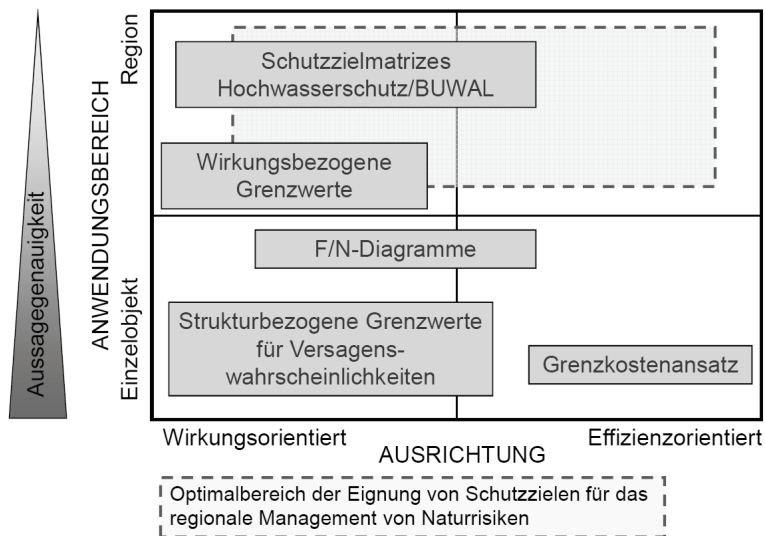 Region
Schutzzielmatrizes
Hochwasserschutz/BUWAL
Wirkungsbezogene
Grenzwerte
ANWENDUNGSBEREICH
Aussagegenauigkeit
F/N-Diagramme
Einzelobjekt
Strukturbezogene Grenzwerte
für Versagens-
wahrscheinlichkeiten
Grenzkostenansatz
Wirkungsorientiert
Effizienzorientiert
AUSRICHTUNG
Optimalbereich der Eignung von Schutzzielen für das
regionale Management von Naturrisiken